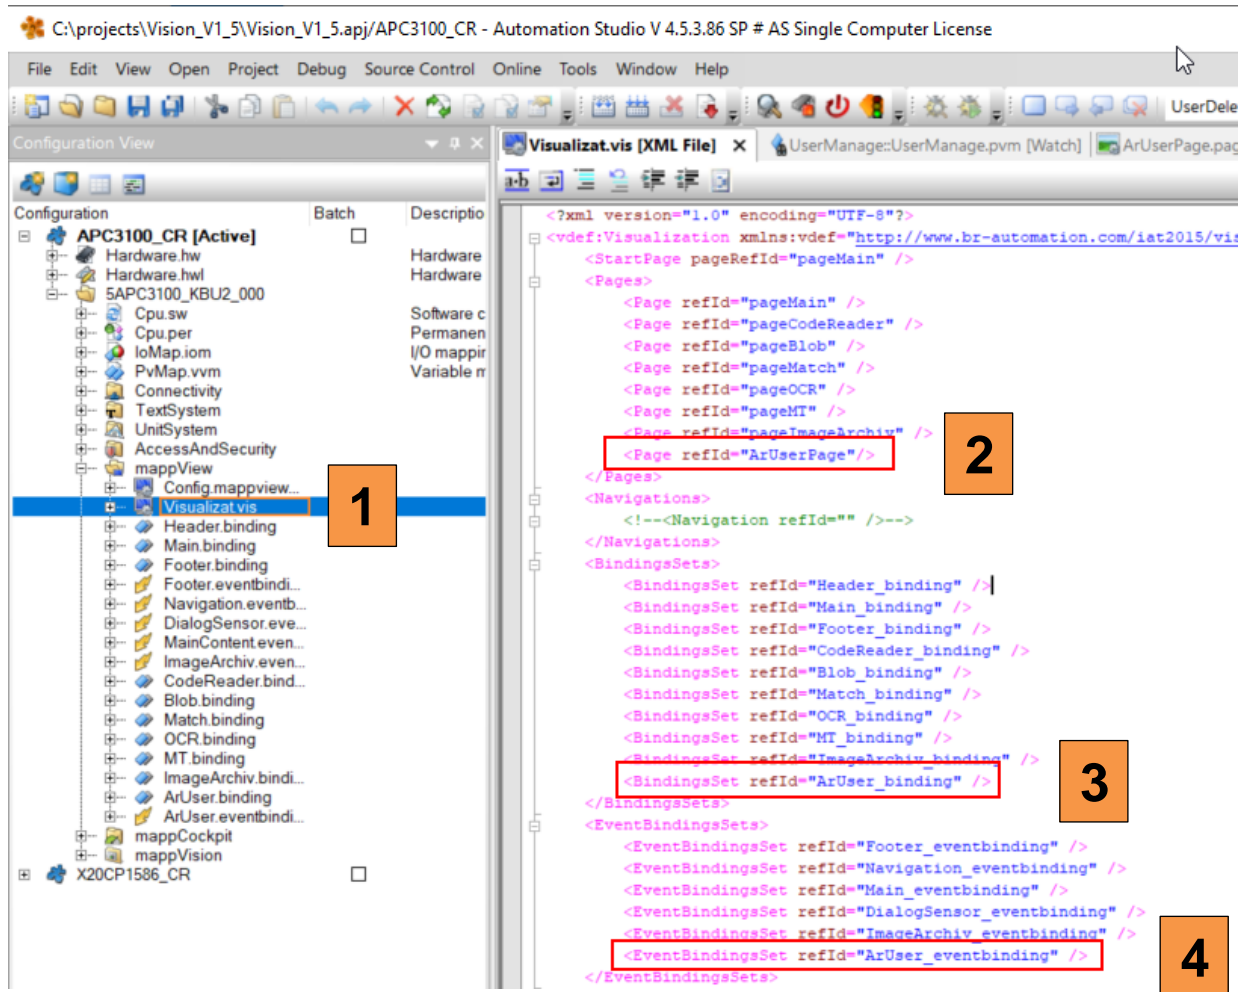 C:\projects\Vision_V1_5\Vision_V1_5.apj/APC3100_CR - Automation Studio V 4.5.3.86 SP # AS Single Computer License
File Edit View Open Project Debug Source Control Online Tools Window Help
UserDele
Configuration View
Visualizat.vis [XML File] UserManage::UserManage.pvm [Watch] ArUserPage.pag
Configuration Batch Descriptio
APC3100_CR [Active]
Hardware.hw Hardware
Hardware.hwl Hardware
5APC3100_KBU2_000
Cpu.sw Software c
Cpu.per Permanen
IoMap.iom I/O mappin
PvMap.vvm Variable m
Connectivity
TextSystem
UnitSystem
AccessAndSecurity
mappView
Config.mappview...
Visualizat.vis
Header.binding
Main.binding
Footer.binding
Footer.eventbindi...
Navigation.eventb...
DialogSensor.eve...
MainContent.even...
ImageArchiv.even...
CodeReader.bind...
Blob.binding
Match.binding
OCR.binding
MT.binding
ImageArchiv.bindi...
ArUser.binding
ArUser.eventbindi...
mappCockpit
mappVision
X20CP1586_CR
1
<?xml version="1.0" encoding="UTF-8"?>
<vdef:Visualization xmlns:vdef="http://www.br-automation.com/iat2015/vis
<StartPage pageRefId="pageMain" />
<Pages>
<Page refId="pageMain" />
<Page refId="pageCodeReader" />
<Page refId="pageBlob" />
<Page refId="pageMatch" />
<Page refId="pageOCR" />
<Page refId="pageMT" />
<Page refId="pageImageArchiv" />
<Page refId="ArUserPage"/>
2
</Pages>
<Navigations>
<!--<Navigation refId="" />-->
</Navigations>
<BindingsSets>
<BindingsSet refId="Header_binding" />
<BindingsSet refId="Main_binding" />
<BindingsSet refId="Footer_binding" />
<BindingsSet refId="CodeReader_binding" />
<BindingsSet refId="Blob_binding" />
<BindingsSet refId="Match_binding" />
<BindingsSet refId="OCR_binding" />
<BindingsSet refId="MT_binding" />
<BindingsSet refId="ImageArchiv_binding" />
<BindingsSet refId="ArUser_binding" />
3
</BindingsSets>
<EventBindingsSets>
<EventBindingsSet refId="Footer_eventbinding" />
<EventBindingsSet refId="Navigation_eventbinding" />
<EventBindingsSet refId="Main_eventbinding" />
<EventBindingsSet refId="DialogSensor_eventbinding" />
<EventBindingsSet refId="ImageArchiv_eventbinding" />
<EventBindingsSet refId="ArUser_eventbinding" />
4
</EventBindingsSets>